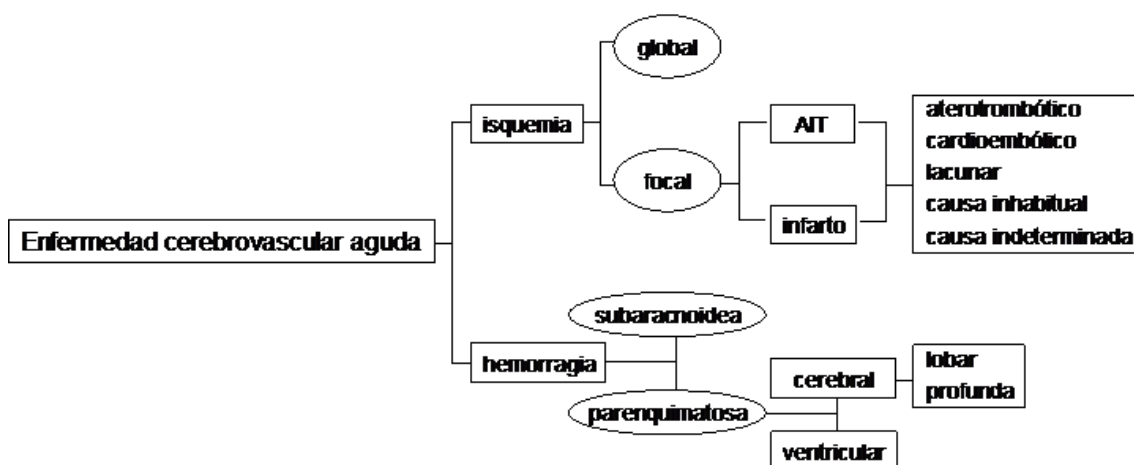 global
isquemia
AIT
focal
infarto
aterotrombótico
cardioembólico
lacunar
causa inhabitual
causa indeterminada
Enfermedad cerebrovascular aguda
subaracnoidea
hemorragia
parenquimatosa
cerebral
lobar
profunda
ventricular